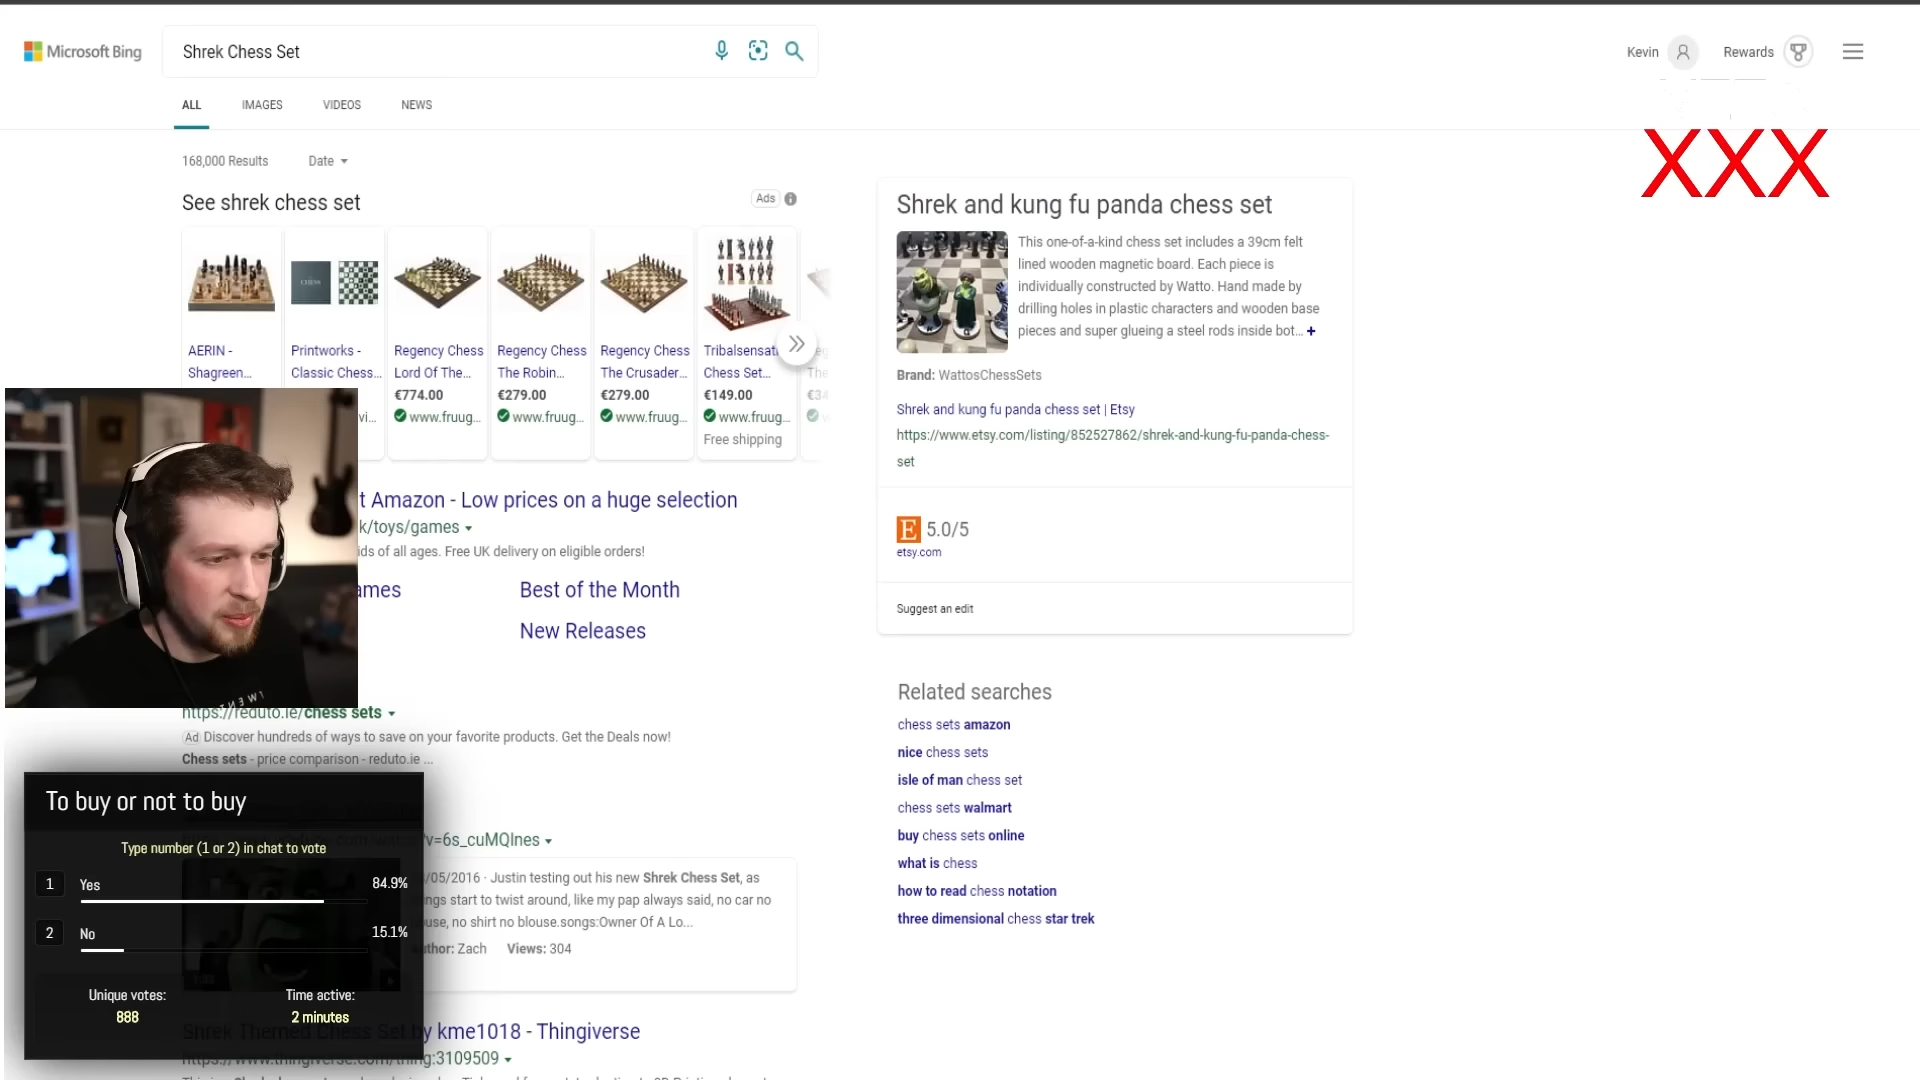 Microsoft Bing
Shrek Chess Set
Kevin
Rewards
ALL
IMAGES
VIDEOS
NEWS
XXX
168,000 Results
Date
See shrek chess set
Ads
AERIN -
Shagreen...
Printworks -
Classic Chess...
Regency Chess
Lord Of The...
€774.00
www.fruug...
Regency Chess
The Robin...
€279.00
www.fruug...
Regency Chess
The Crusader...
€279.00
www.fruug...
Tribalsensati
Chess Set...
€149.00
www.fruug...
Free shipping
t Amazon - Low prices on a huge selection
k/toys/games
ids of all ages. Free UK delivery on eligible orders!
ames
Best of the Month
New Releases
https://reduto.ie/chess sets
Ad Discover hundreds of ways to save on your favorite products. Get the Deals now!
Chess sets - price comparison - reduto.ie ...
v=6s_cuMQlnes
/05/2016 · Justin testing out his new Shrek Chess Set, as
ngs start to twist around, like my pap always said, no car no
use, no shirt no blouse.songs:Owner Of A Lo...
thor: Zach
Views: 304
Shrek Themed Chess Set by kme1018 - Thingiverse
https://www.thingiverse.com/thing:3109509
Shrek and kung fu panda chess set
This one-of-a-kind chess set includes a 39cm felt
lined wooden magnetic board. Each piece is
individually constructed by Watto. Hand made by
drilling holes in plastic characters and wooden base
pieces and super glueing a steel rods inside bot... +
Brand: WattosChessSets
Shrek and kung fu panda chess set | Etsy
https://www.etsy.com/listing/852527862/shrek-and-kung-fu-panda-chess-
set
E 5.0/5
etsy.com
Suggest an edit
Related searches
chess sets amazon
nice chess sets
isle of man chess set
chess sets walmart
buy chess sets online
what is chess
how to read chess notation
three dimensional chess star trek
To buy or not to buy
Type number (1 or 2) in chat to vote
1
Yes
84.9%
2
No
15.1%
Unique votes:
888
Time active:
2 minutes